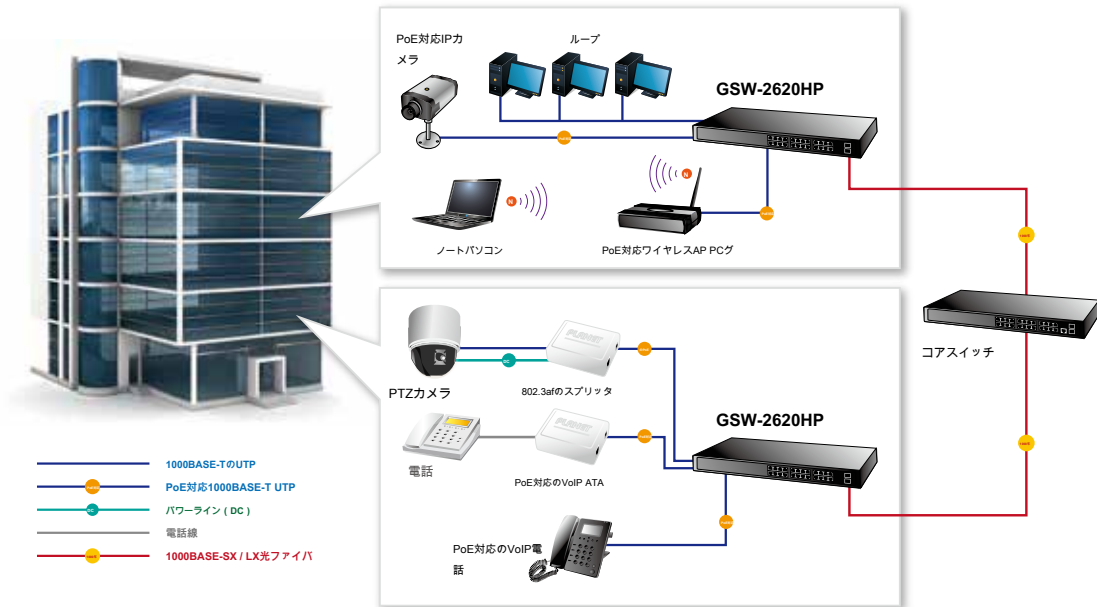 PoE対応IPカ
メラ
ループ
GSW-2620HP
N
N
ノートパソコン
PoE対応ワイヤレスAP PCグ
コアスイッチ
PLANET
DC
PTZカメラ
802.3afのスプリッタ
GSW-2620HP
PLANET
電話
PoE対応のVoIP ATA
PoE対応のVoIP電
話
1000BASE-TのUTP
PoE対応1000BASE-T UTP
DC
パワーライン ( DC )
電話線
1000BASE-SX / LX光ファイバ